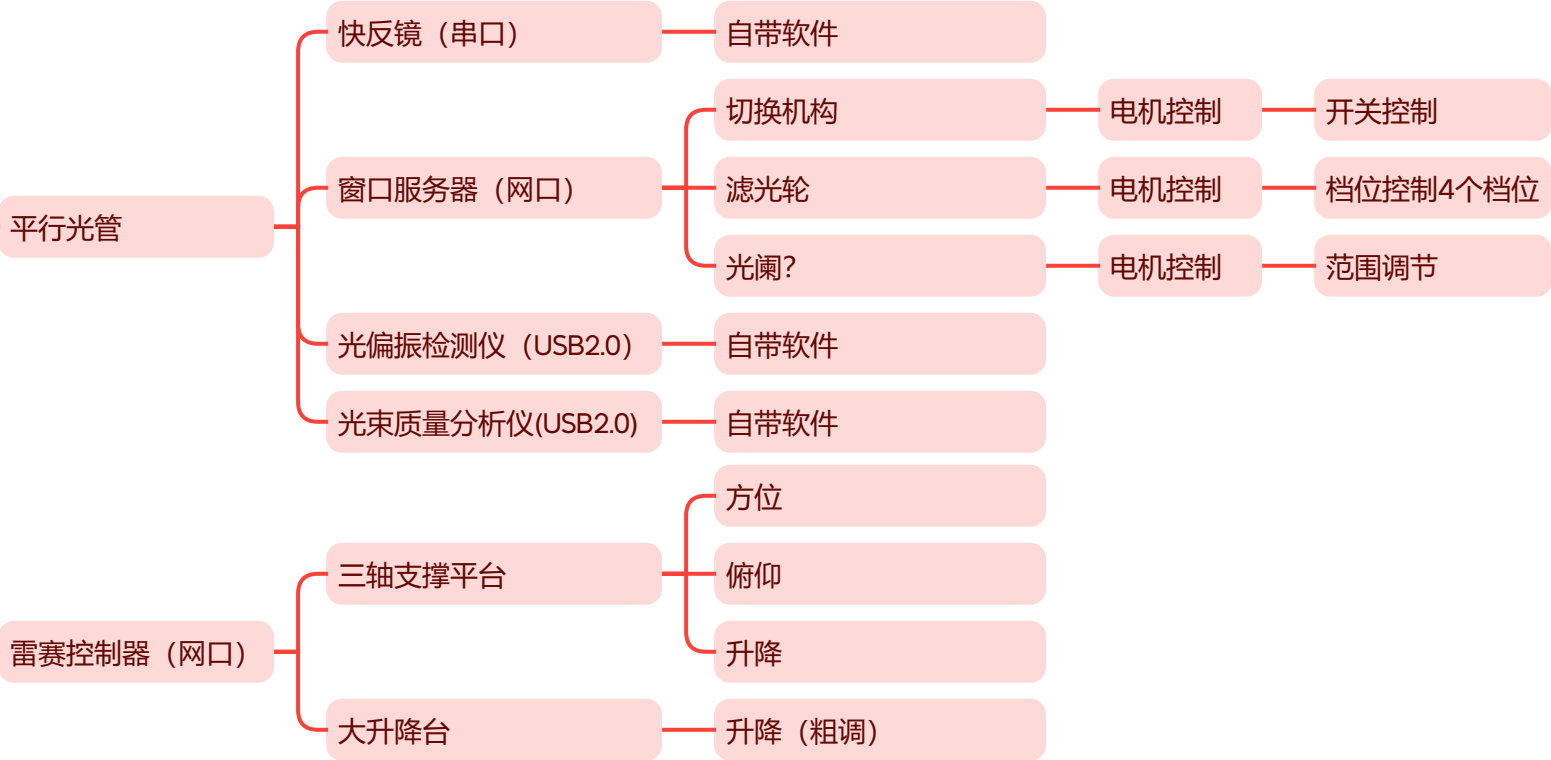 快反镜（串口）
自带软件
切换机构
电机控制
开关控制
窗口服务器（网口）
滤光轮
电机控制
档位控制4个档位
平行光管
光阑？
电机控制
范围调节
光偏振检测仪（USB2.0）
自带软件
光束质量分析仪(USB2.0)
自带软件
方位
三轴支撑平台
俯仰
雷赛控制器（网口）
升降
大升降台
升降（粗调）